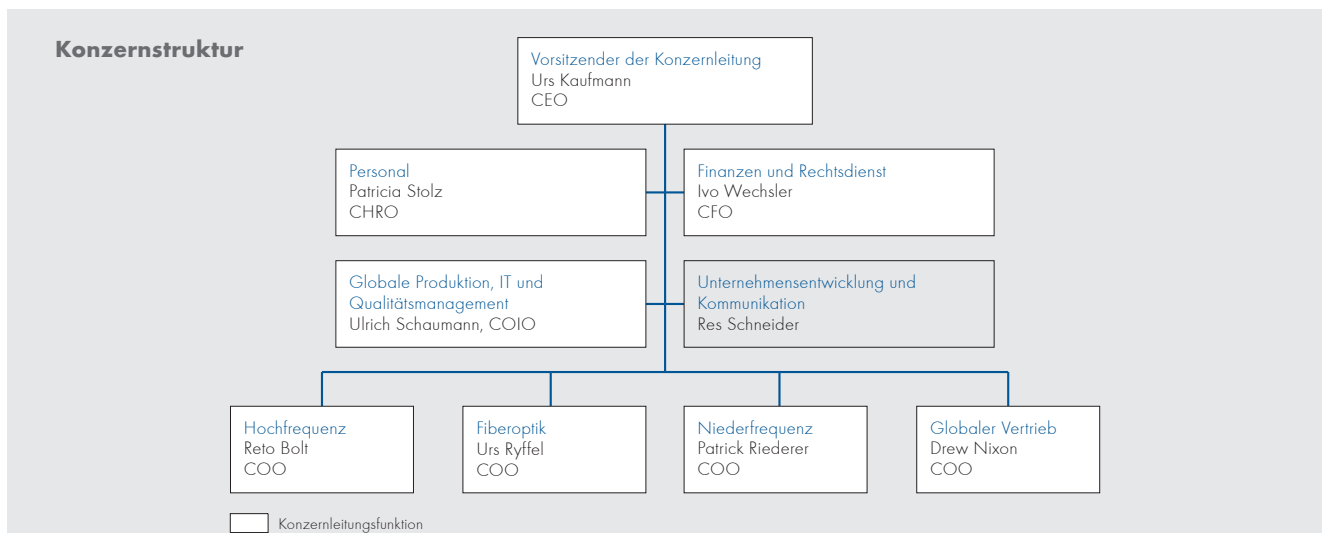 Konzernstruktur
Vorsitzender der Konzernleitung
Urs Kaufmann
CEO
Personal
Patricia Stolz
CHRO
Finanzen und Rechtsdienst
Ivo Wechsler
CFO
Globale Produktion, IT und
Qualitätsmanagement
Ulrich Schaumann, COIO
Unternehmensentwicklung und
Kommunikation
Res Schneider
Hochfrequenz
Reto Bolt
COO
Fiberoptik
Urs Ryffel
COO
Niederfrequenz
Patrick Riederer
COO
Globaler Vertrieb
Drew Nixon
COO
Konzernleitungsfunktion